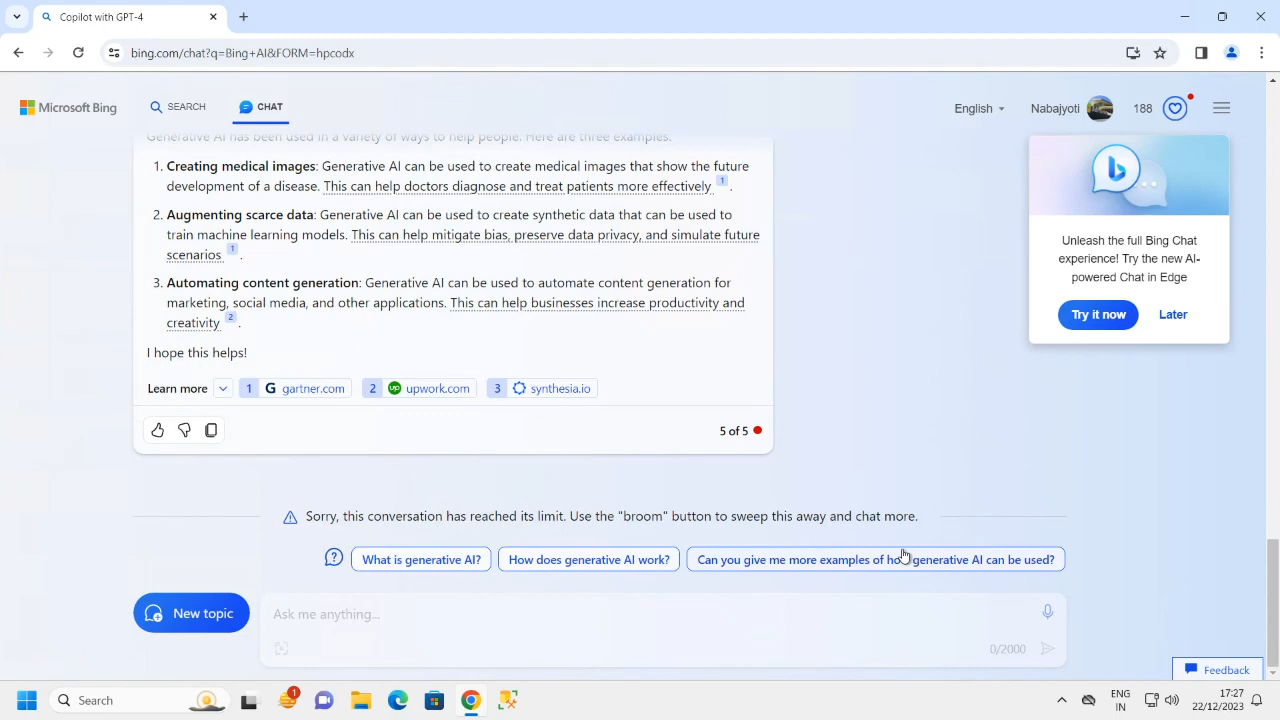 Copilot with GPT-4
bing.com/chat?q=Bing+AI&FORM=hpcodx
Microsoft Bing
SEARCH
CHAT
English
Nabajyoti
188
Generative AI has been used in a variety of ways to help people. Here are three examples.
1. Creating medical images: Generative AI can be used to create medical images that show the future
development of a disease. This can help doctors diagnose and treat patients more effectively 1 .
2. Augmenting scarce data: Generative AI can be used to create synthetic data that can be used to
train machine learning models. This can help mitigate bias, preserve data privacy, and simulate future
scenarios 1 .
3. Automating content generation: Generative AI can be used to automate content generation for
marketing, social media, and other applications. This can help businesses increase productivity and
creativity 2 .
I hope this helps!
Learn more 1 G gartner.com 2 up upwork.com 3 synthesia.io
5 of 5
Unleash the full Bing Chat
experience! Try the new AI-
powered Chat in Edge
Try it now
Later
Sorry, this conversation has reached its limit. Use the "broom" button to sweep this away and chat more.
What is generative AI?
How does generative AI work?
Can you give me more examples of how generative AI can be used?
New topic
Ask me anything...
0/2000
Feedback
Search
1
ENG
IN
17:27
22/12/2023